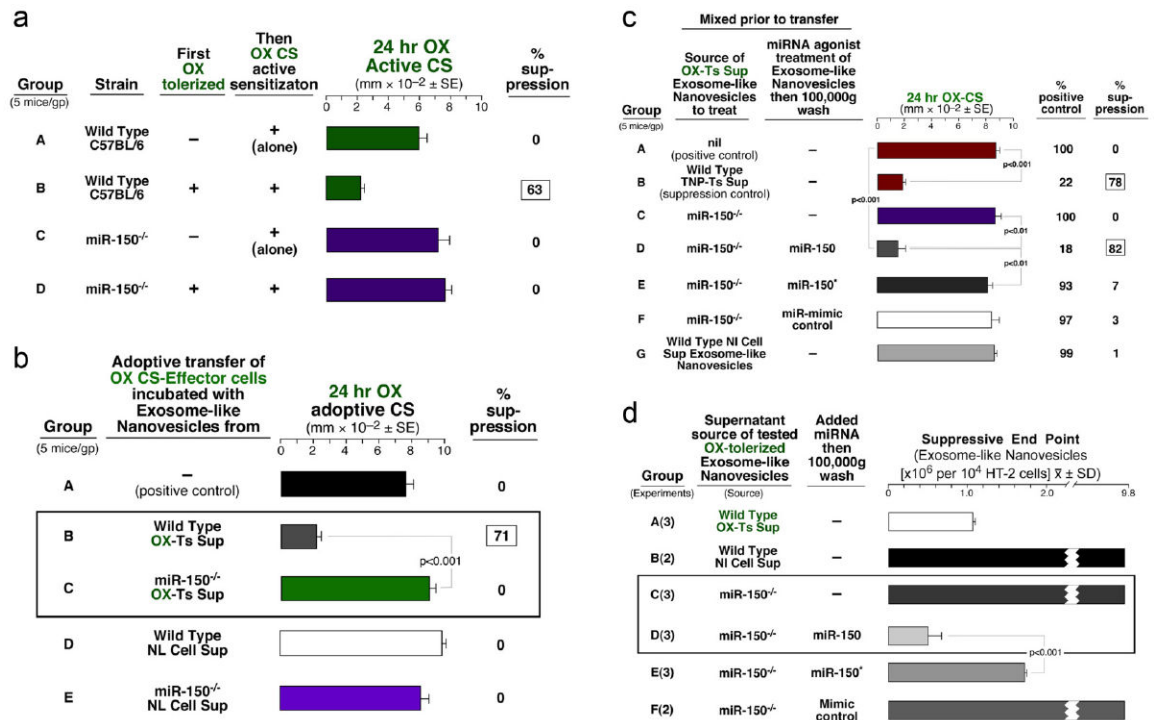 a
Group
(5 mice/gp)
Strain
First
OX
tolerized
Then
OX CS
active
sensitizaton
24 hr OX
Active CS
(mm × 10⁻² ± SE)
0 2 4 6 8 10
%
sup-
pression
A Wild Type C57BL/6 – + (alone) 0
B Wild Type C57BL/6 + + 63
C miR-150⁻/⁻ – + (alone) 0
D miR-150⁻/⁻ + + 0
b
Group
(5 mice/gp)
Adoptive transfer of
OX CS-Effector cells
incubated with
Exosome-like
Nanovesicles from
24 hr OX
adoptive CS
(mm × 10⁻² ± SE)
0 2 4 6 8 10
%
sup-
pression
A – (positive control) 0
B Wild Type OX-Ts Sup 71
p<0.001
C miR-150⁻/⁻ OX-Ts Sup 0
D Wild Type NL Cell Sup 0
E miR-150⁻/⁻ NL Cell Sup 0
c
Mixed prior to transfer
Group
(5 mice/gp)
Source of
OX-Ts Sup
Exosome-like
Nanovesicles
to treat
miRNA agonist
treatment of
Exosome-like
Nanovesicles
then 100,000g
wash
24 hr OX-CS
(mm × 10⁻² ± SE)
0 2 4 6 8 10
%
positive
control
%
sup-
pression
A nil (positive control) – 100 0
p<0.001
B Wild Type TNP-Ts Sup (suppression control) – 22 78
p<0.001
C miR-150⁻/⁻ – 100 0
p<0.01
D miR-150⁻/⁻ miR-150 18 82
p<0.01
E miR-150⁻/⁻ miR-150* 93 7
F miR-150⁻/⁻ miR-mimic control 97 3
G Wild Type NI Cell Sup Exosome-like Nanovesicles – 99 1
d
Group
(Experiments)
Supernatant
source of tested
OX-tolerized
Exosome-like
Nanovesicles
(Source)
Added
miRNA
then
100,000g
wash
Suppressive End Point
(Exosome-like Nanovesicles
[x10⁶ per 10⁴ HT-2 cells] x̄ ± SD)
0 1.0 2.0 9.8
A(3) Wild Type OX-Ts Sup –
B(2) Wild Type NI Cell Sup –
C(3) miR-150⁻/⁻ –
D(3) miR-150⁻/⁻ miR-150
p<0.001
E(3) miR-150⁻/⁻ miR-150*
F(2) miR-150⁻/⁻ Mimic control